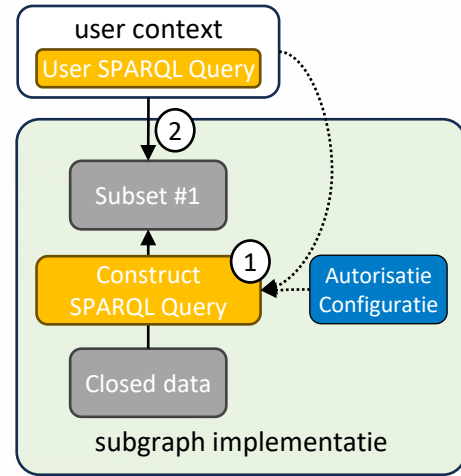 user context
User SPARQL Query
2
Subset #1
1
Construct
SPARQL Query
Autorisatie
Configuratie
Closed data
subgraph implementatie